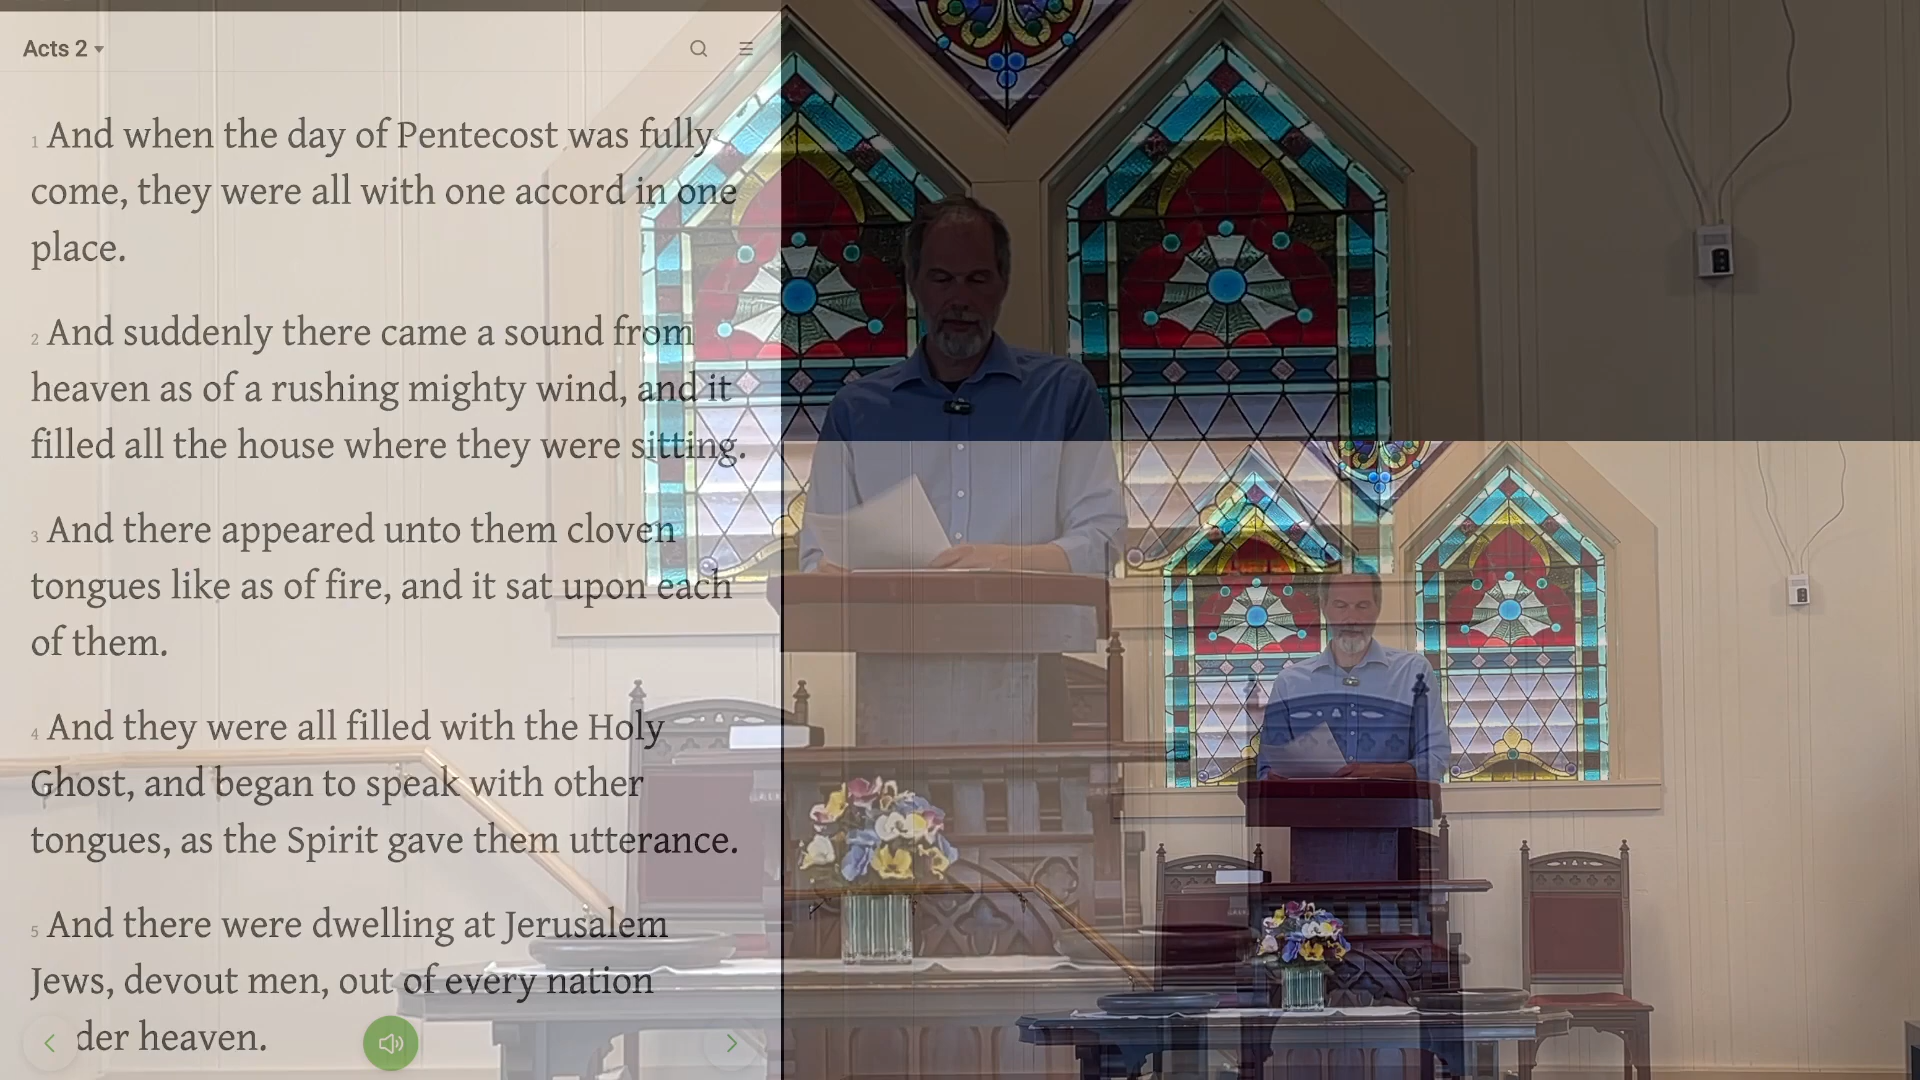 Acts 2
1 And when the day of Pentecost was fully
come, they were all with one accord in one
place.
2 And suddenly there came a sound from
heaven as of a rushing mighty wind, and it
filled all the house where they were sitting.
3 And there appeared unto them cloven
tongues like as of fire, and it sat upon each
of them.
4 And they were all filled with the Holy
Ghost, and began to speak with other
tongues, as the Spirit gave them utterance.
5 And there were dwelling at Jerusalem
Jews, devout men, out of every nation
der heaven.